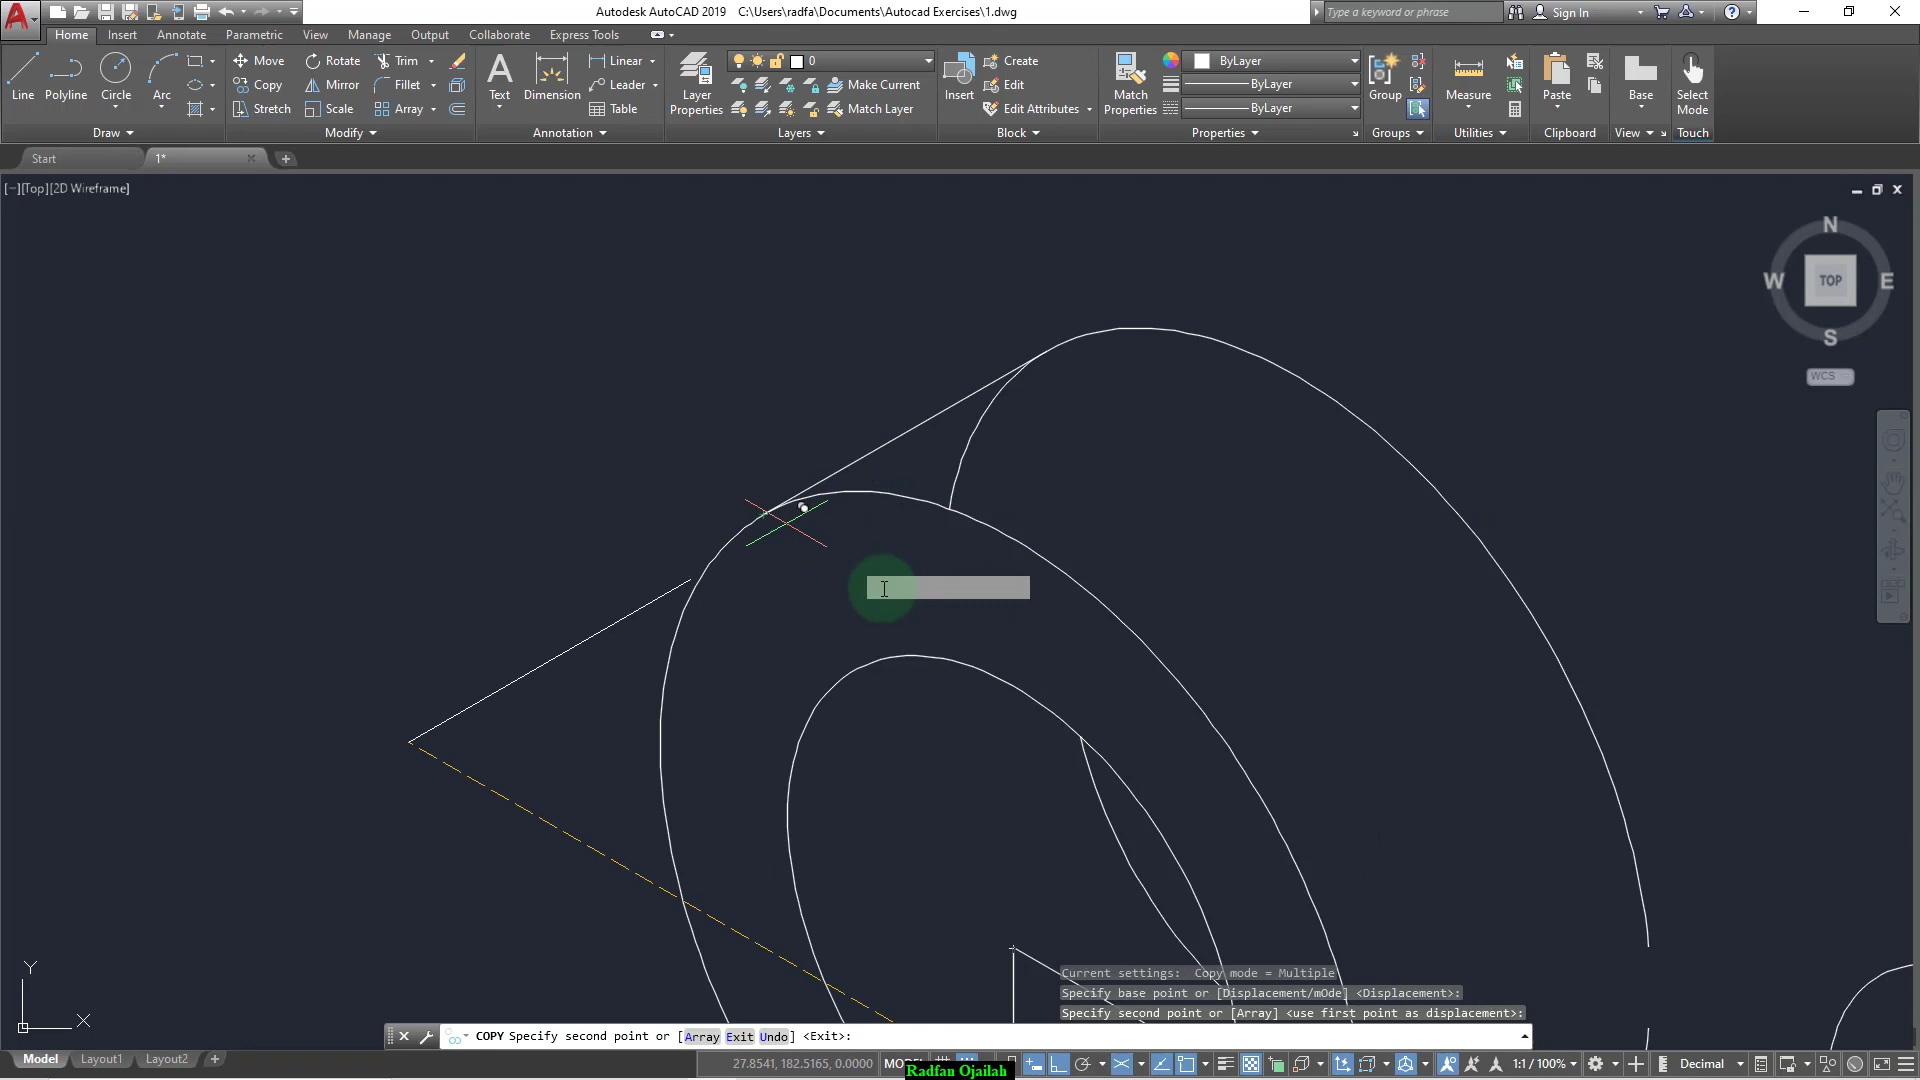 Autodesk AutoCAD 2019 C:\Users\radfa\Documents\Autocad Exercises\1.dwg
Type a keyword or phrase
Sign In
Home Insert Annotate Parametric View Manage Output Collaborate Express Tools
Line Polyline Circle Arc
Move Rotate Trim
Copy Mirror Fillet
Stretch Scale Array
Text Dimension
Linear
Leader
Table
Layer Properties
0
Make Current
Match Layer
Insert
Create
Edit
Edit Attributes
Match Properties
ByLayer
ByLayer
ByLayer
Group
Measure
Paste
Base
Select Mode
Draw Modify Annotation Layers Block Properties Groups Utilities Clipboard View Touch
Start 1*
[−][Top][2D Wireframe]
N
W TOP E
S
WCS
Y
X
Current settings: Copy mode = Multiple
Specify base point or [Displacement/mOde] <Displacement>:
Specify second point or [Array] <use first point as displacement>:
COPY Specify second point or [Array Exit Undo] <Exit>:
Model Layout1 Layout2
27.8541, 182.5165, 0.0000
1:1 / 100%
Decimal
Radfan Ojailah